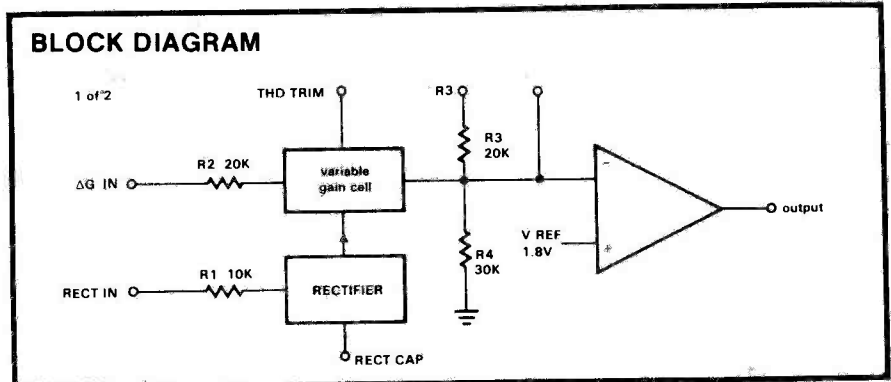 BLOCK DIAGRAM
1 of 2
THD TRIM
R3
R3
20K
R2 20K
variable
gain cell
ΔG IN
-
output
V REF
1.8V
+
R4
30K
R1 10K
RECT IN
RECTIFIER
RECT CAP